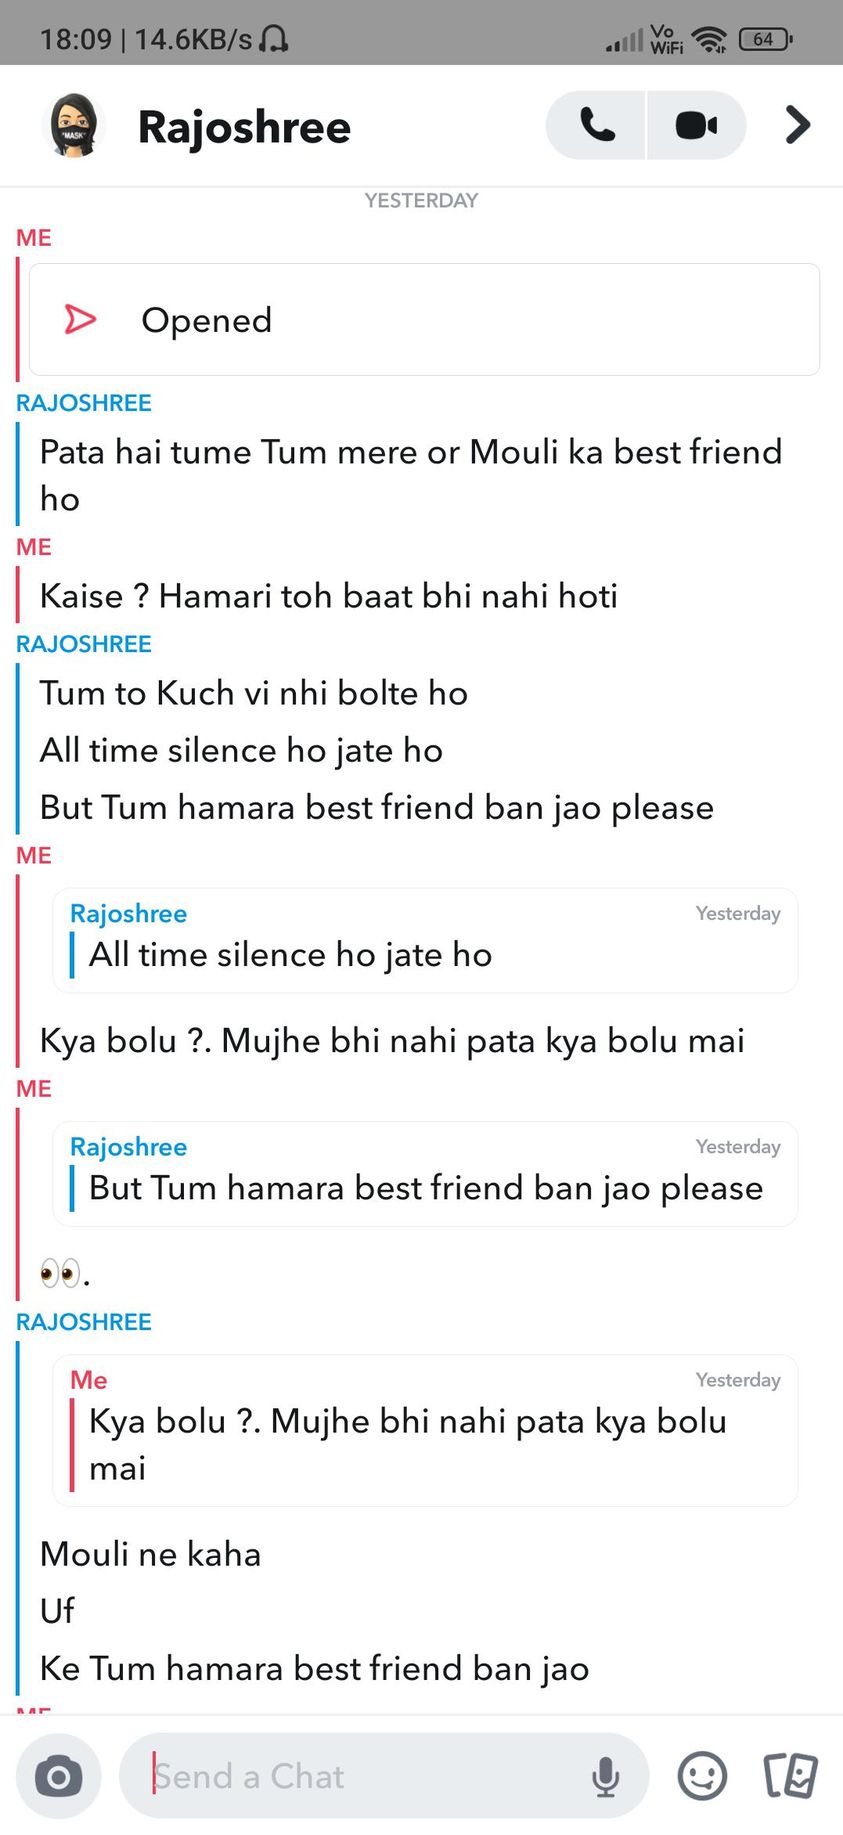 18:09 | 14.6KB/s
Vo
WiFi
64
MASK
Rajoshree
YESTERDAY
ME
Opened
RAJOSHREE
Pata hai tume Tum mere or Mouli ka best friend
ho
ME
Kaise ? Hamari toh baat bhi nahi hoti
RAJOSHREE
Tum to Kuch vi nhi bolte ho
All time silence ho jate ho
But Tum hamara best friend ban jao please
ME
Rajoshree Yesterday
All time silence ho jate ho
Kya bolu ?. Mujhe bhi nahi pata kya bolu mai
ME
Rajoshree Yesterday
But Tum hamara best friend ban jao please
👀.
RAJOSHREE
Me Yesterday
Kya bolu ?. Mujhe bhi nahi pata kya bolu
mai
Mouli ne kaha
Uf
Ke Tum hamara best friend ban jao
ME
Send a Chat